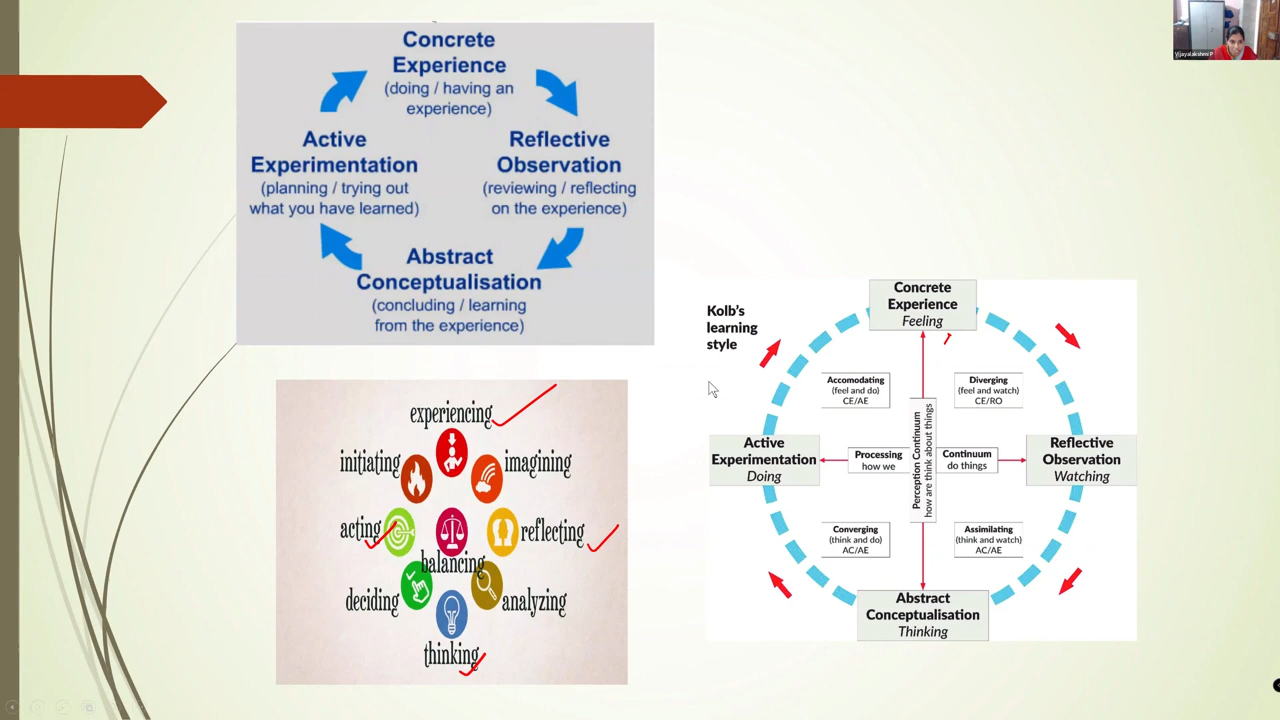 Concrete
Experience
(doing / having an
experience)
Active
Experimentation
(planning / trying out
what you have learned)
Reflective
Observation
(reviewing / reflecting
on the experience)
Abstract
Conceptualisation
(concluding / learning
from the experience)
experiencing
initiating
imagining
acting
reflecting
balancing
deciding
analyzing
thinking
Kolb's
learning
style
Concrete
Experience
Feeling
Accomodating
(feel and do)
CE/AE
Diverging
(feel and watch)
CE/RO
Active
Experimentation
Doing
Processing
how we
Perception Continuum
how are think about things
Continuum
do things
Reflective
Observation
Watching
Converging
(think and do)
AC/AE
Assimilating
(think and watch)
AC/AE
Abstract
Conceptualisation
Thinking
Vijayalakshmi P